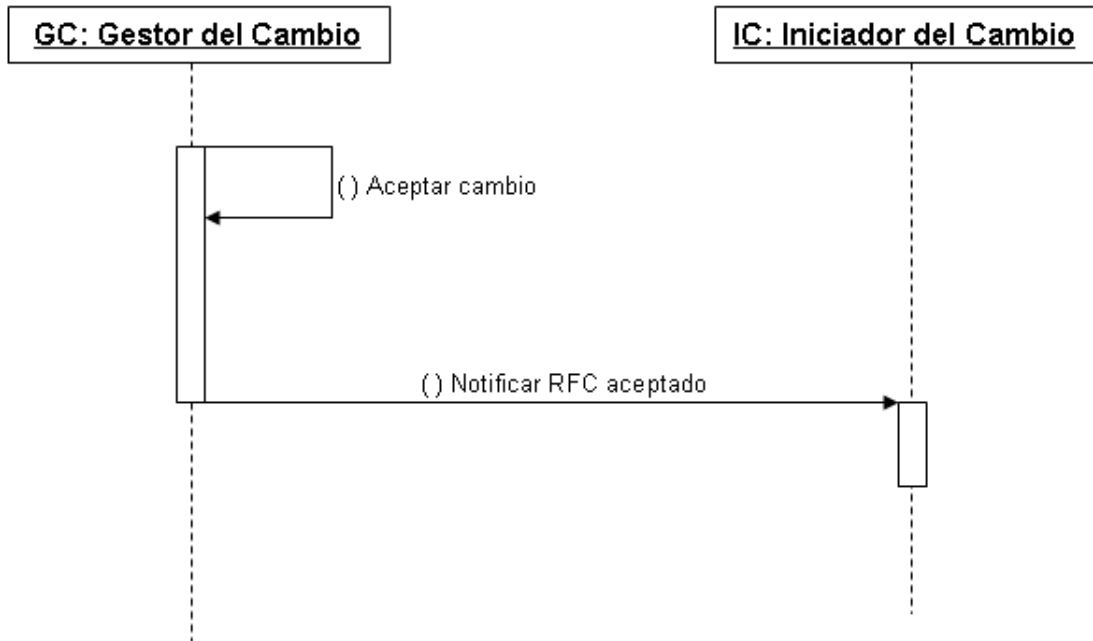 GC: Gestor del Cambio
IC: Iniciador del Cambio
( ) Aceptar cambio
( ) Notificar RFC aceptado